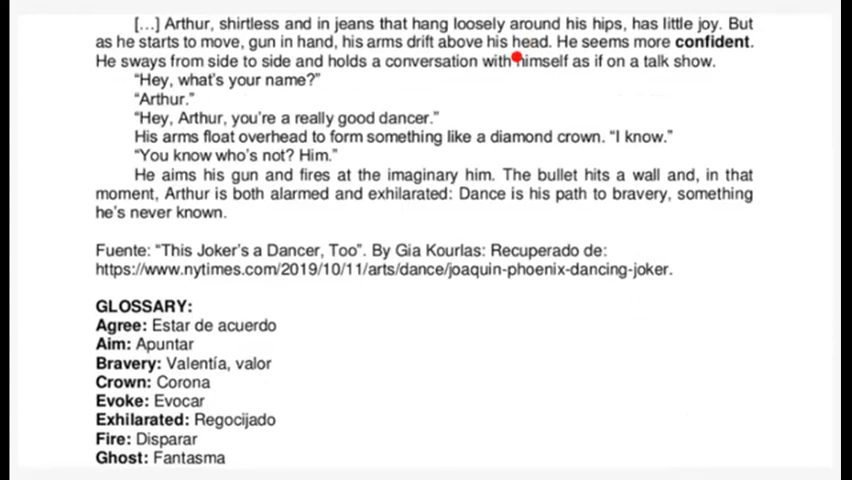 [...] Arthur, shirtless and in jeans that hang loosely around his hips, has little joy. But
as he starts to move, gun in hand, his arms drift above his head. He seems more confident.
He sways from side to side and holds a conversation with himself as if on a talk show.
“Hey, what's your name?”
“Arthur.”
“Hey, Arthur, you're a really good dancer.”
His arms float overhead to form something like a diamond crown. “I know.”
“You know who's not? Him.”
He aims his gun and fires at the imaginary him. The bullet hits a wall and, in that
moment, Arthur is both alarmed and exhilarated: Dance is his path to bravery, something
he's never known.
Fuente: “This Joker's a Dancer, Too”. By Gia Kourlas: Recuperado de:
https://www.nytimes.com/2019/10/11/arts/dance/joaquin-phoenix-dancing-joker.
GLOSSARY:
Agree: Estar de acuerdo
Aim: Apuntar
Bravery: Valentía, valor
Crown: Corona
Evoke: Evocar
Exhilarated: Regocijado
Fire: Disparar
Ghost: Fantasma